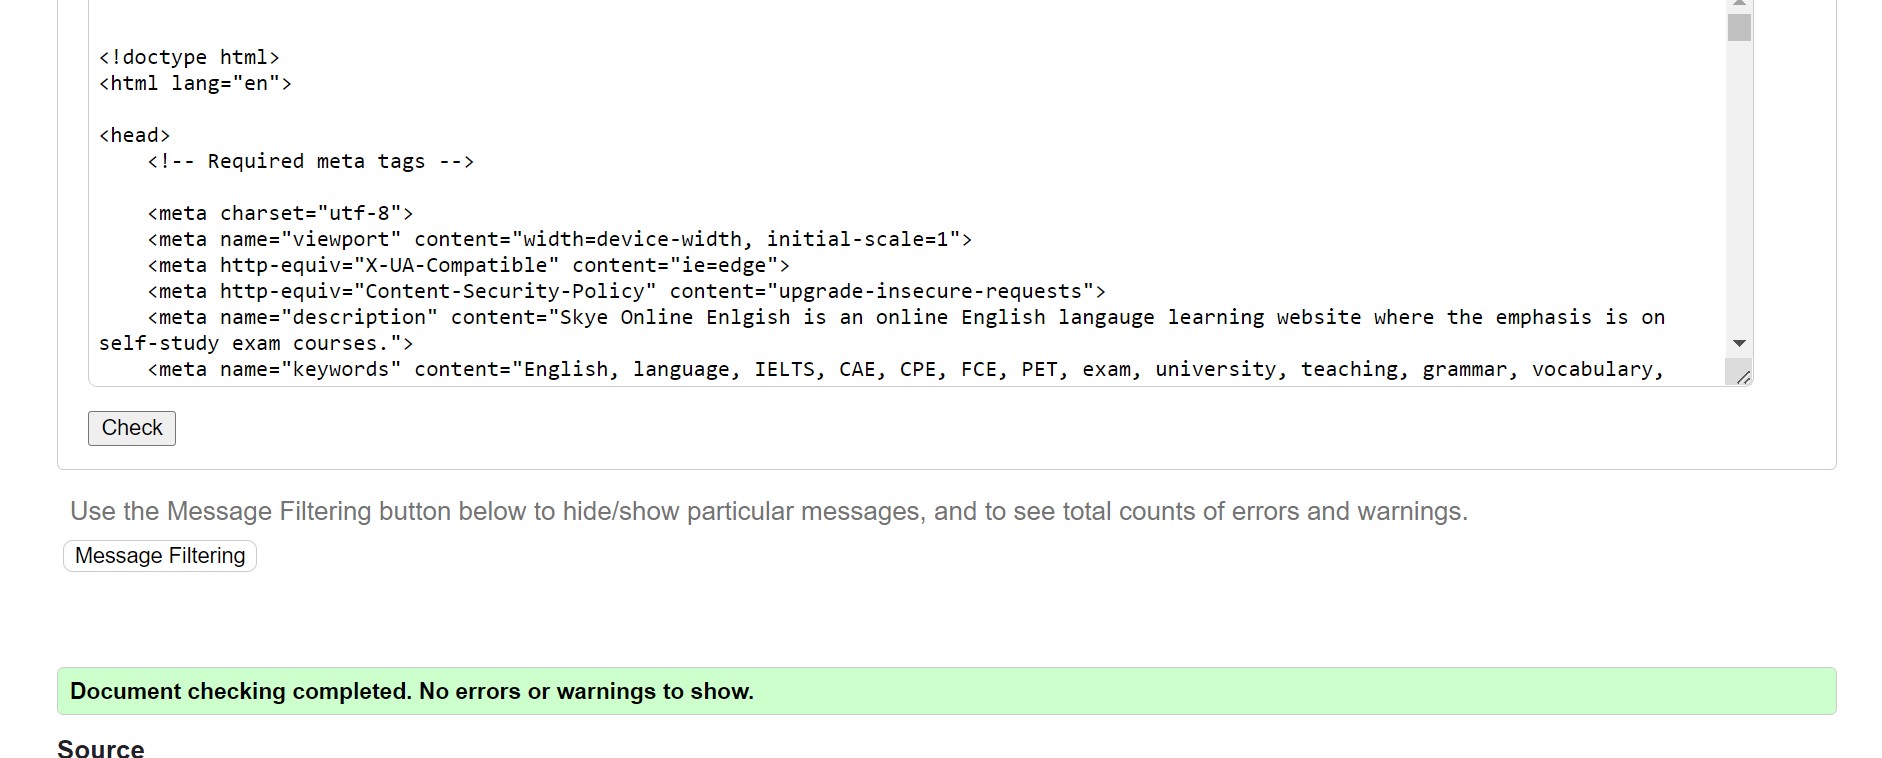 <!doctype html>
<html lang="en">
<head>
<!-- Required meta tags -->
<meta charset="utf-8">
<meta name="viewport" content="width=device-width, initial-scale=1">
<meta http-equiv="X-UA-Compatible" content="ie=edge">
<meta http-equiv="Content-Security-Policy" content="upgrade-insecure-requests">
<meta name="description" content="Skye Online Enlgish is an online English langauge learning website where the emphasis is on
self-study exam courses.">
<meta name="keywords" content="English, language, IELTS, CAE, CPE, FCE, PET, exam, university, teaching, grammar, vocabulary,
Check
Use the Message Filtering button below to hide/show particular messages, and to see total counts of errors and warnings.
Message Filtering
Document checking completed. No errors or warnings to show.
Source